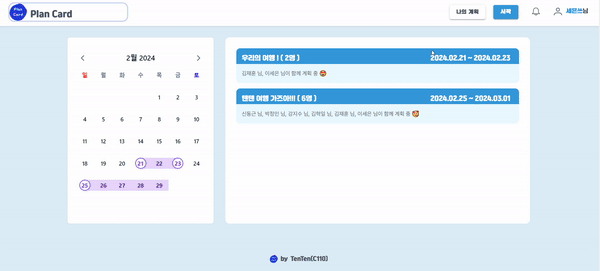 Plan Card
Plan Card
나의 계획
새책
세은쓰님
2월 2024
일 월 화 수 목 금 토
1 2 3
4 5 6 7 8 9 10
11 12 13 14 15 16 17
18 19 20 21 22 23 24
25 26 27 28 29
우리의 여행 ! ( 2명 )
2024.02.21 ~ 2024.02.23
김재훈 님, 이세은 님이 함께 계획 중 🥰
텐텐 여행 가즈아!!! ( 6명 )
2024.02.25 ~ 2024.03.01
신동근 님, 박장민 님, 강지수 님, 김학일 님, 김재훈 님, 이세은 님이 함께 계획 중 🥰
by TenTen(C110)